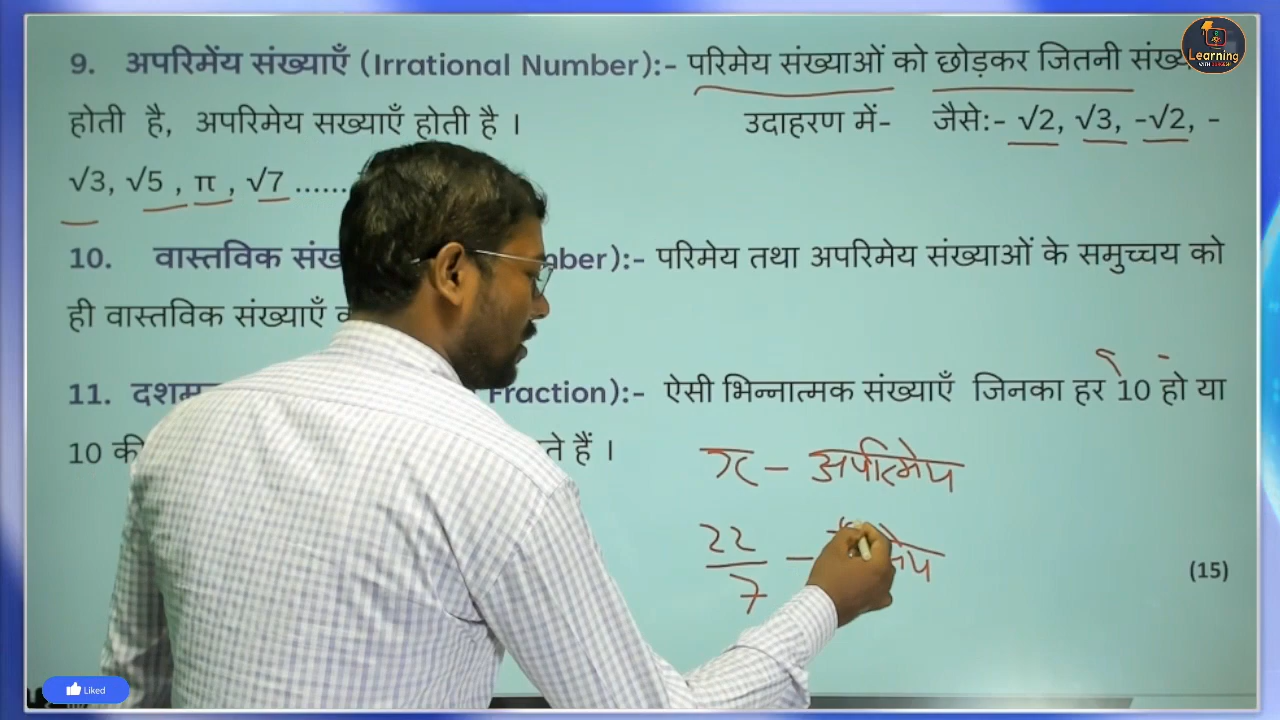 9. अपरिमेंय संख्याएँ (Irrational Number):- परिमेय संख्याओं को छोड़कर जितनी
होती है, अपरिमेय सख्याएँ होती है । उदाहरण में- जैसे:- √2, √3, -√2, -
√3, √5 , π , √7 ......
10. वास्तविक :- परिमेय तथा अपरिमेय संख्याओं के समुच्चय को
ही वास्तविक संख्याएँ
11. Fraction):- ऐसी भिन्नात्मक संख्याएँ जिनका हर 10 हो या
10 की हैं ।
π – अपरिमेय
22/7 –
(15)
Learning
Liked